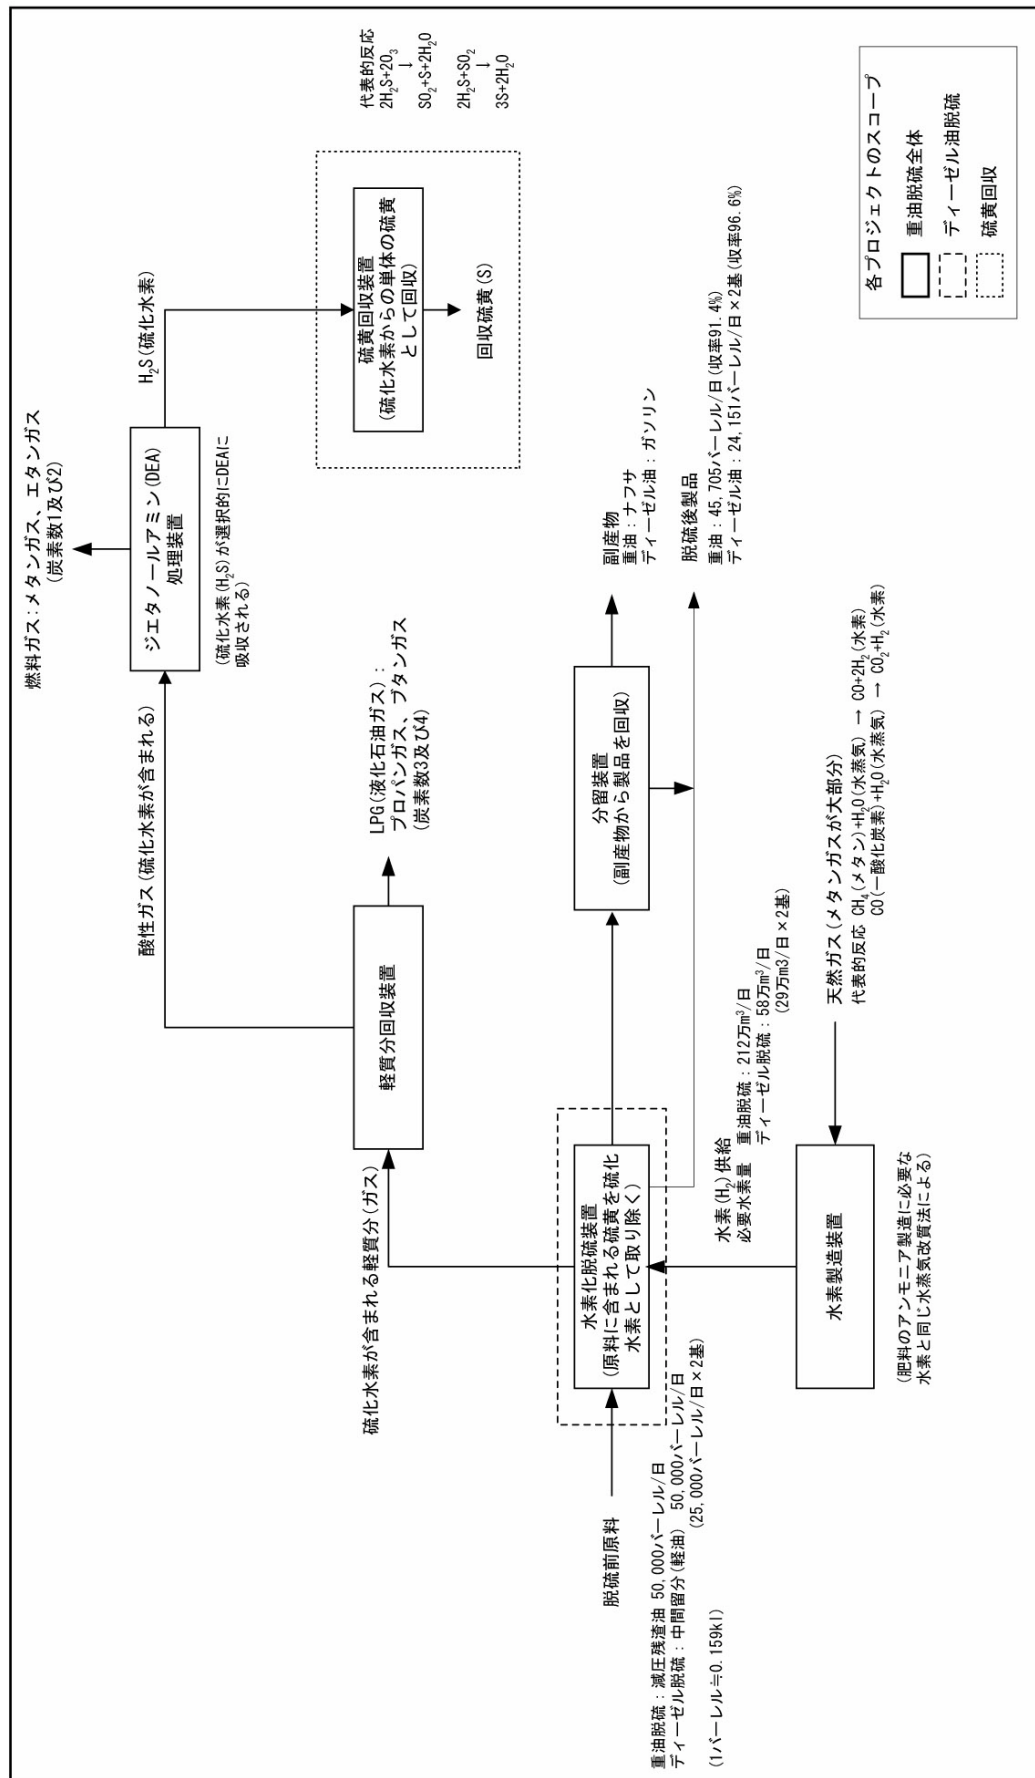 燃料ガス:メタンガス、エタンガス
(炭素数1及び2)
酸性ガス(硫化水素が含まれる)
ジエタノールアミン(DEA)
処理装置
(硫化水素(H₂S)が選択的にDEAに
吸収される)
H₂S(硫化水素)
代表的反応
2H₂S+2O₃
↓
SO₂+S+2H₂O
2H₂S+SO₂
↓
3S+2H₂O
硫化水素が含まれる軽質分(ガス)
軽質分回収装置
LPG(液化石油ガス):
プロパンガス、ブタンガス
(炭素数3及び4)
硫黄回収装置
(硫化水素からの単体の硫黄
として回収)
回収硫黄(S)
脱硫前原料
重油脱硫:減圧残渣油 50,000バーレル/日
ディーゼル脱硫:中間留分(軽油) 50,000バーレル/日
(25,000バーレル/日×2基)
(1バーレル≒0.159kl)
水素化脱硫装置
(原料に含まれる硫黄を硫化
水素として取り除く)
分留装置
(副産物から製品を回収)
副産物
重油:ナフサ
ディーゼル油:ガソリン
脱硫後製品
重油:45,705バーレル/日(収率91.4%)
ディーゼル油:24,151バーレル/日×2基(収率96.6%)
水素(H₂)供給
必要水素量 重油脱硫:212万m³/日
ディーゼル脱硫:58万m³/日
(29万m3/日×2基)
水素製造装置
(肥料のアンモニア製造に必要な
水素と同じ水蒸気改質法による)
天然ガス(メタンガスが大部分)
代表的反応 CH₄(メタン)+H₂O(水蒸気) → CO+2H₂(水素)
CO(一酸化炭素)+H₂O(水蒸気) → CO₂+H₂(水素)
各プロジェクトのスコープ
重油脱硫全体
ディーゼル油脱硫
硫黄回収